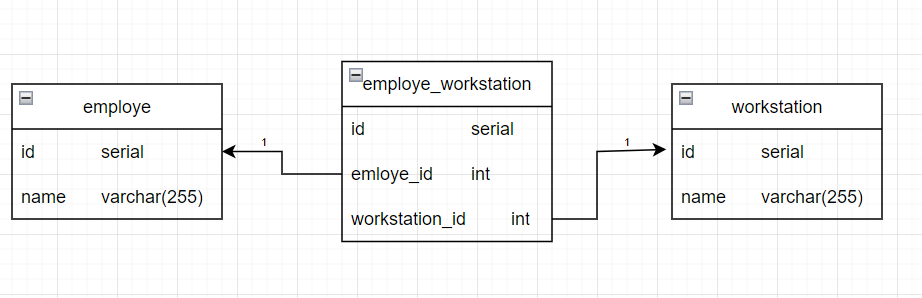 employe
id serial
name varchar(255)
1
employe_workstation
id serial
emloye_id int
workstation_id int
1
workstation
id serial
name varchar(255)